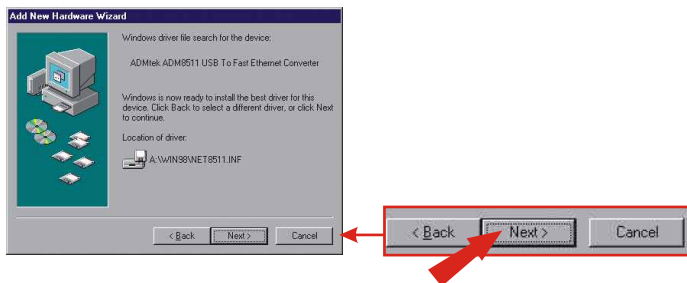 Add New Hardware Wizard
Windows driver file search for the device:
ADMtek ADM8511 USB To Fast Ethernet Converter
Windows is now ready to install the best driver for this
device. Click Back to select a different driver, or click Next
to continue.
Location of driver:
A:\WIN98\NET8511.INF
< Back Next > Cancel
< Back Next > Cancel